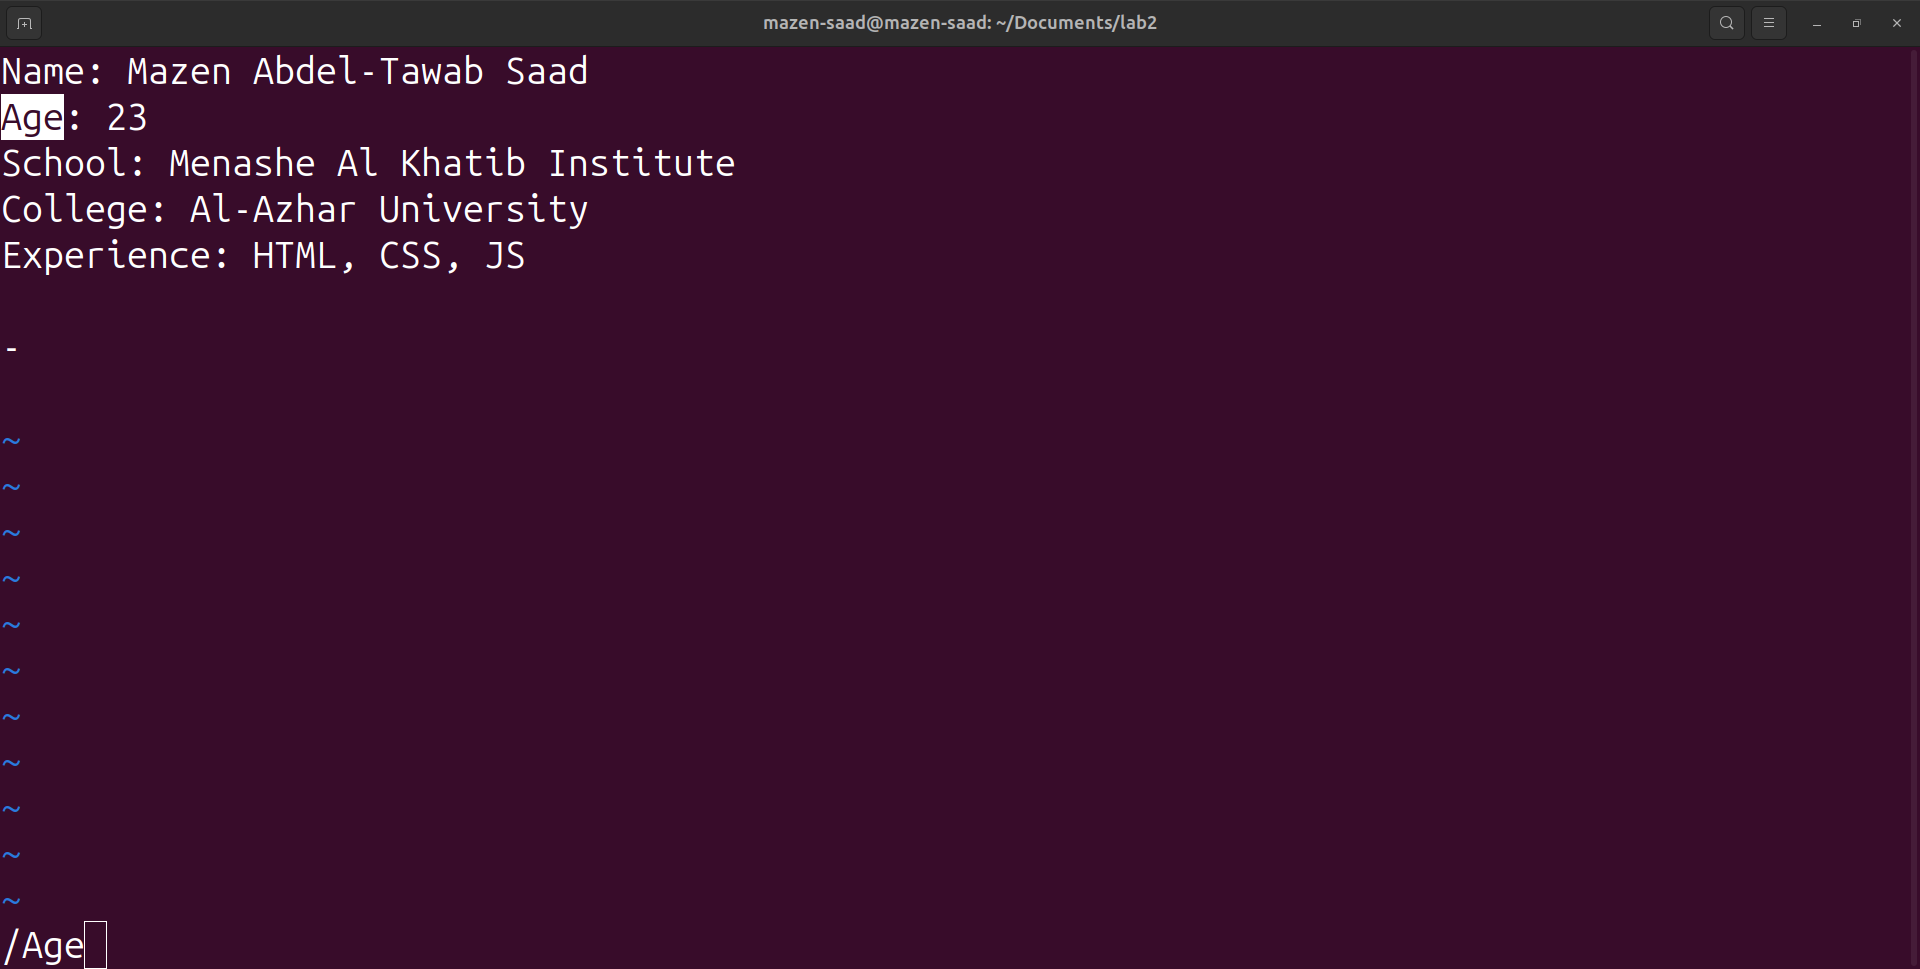 mazen-saad@mazen-saad: ~/Documents/lab2
Name: Mazen Abdel-Tawab Saad
Age: 23
School: Menashe Al Khatib Institute
College: Al-Azhar University
Experience: HTML, CSS, JS
-
~
~
~
~
~
~
~
~
~
~
~
/Age